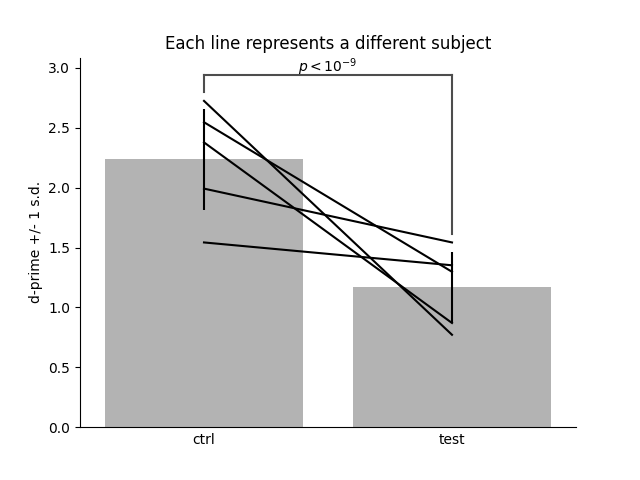 Each line represents a different subject
p < 10⁻⁹
3.0
2.5
2.0
1.5
1.0
0.5
0.0
d-prime +/- 1 s.d.
ctrl test